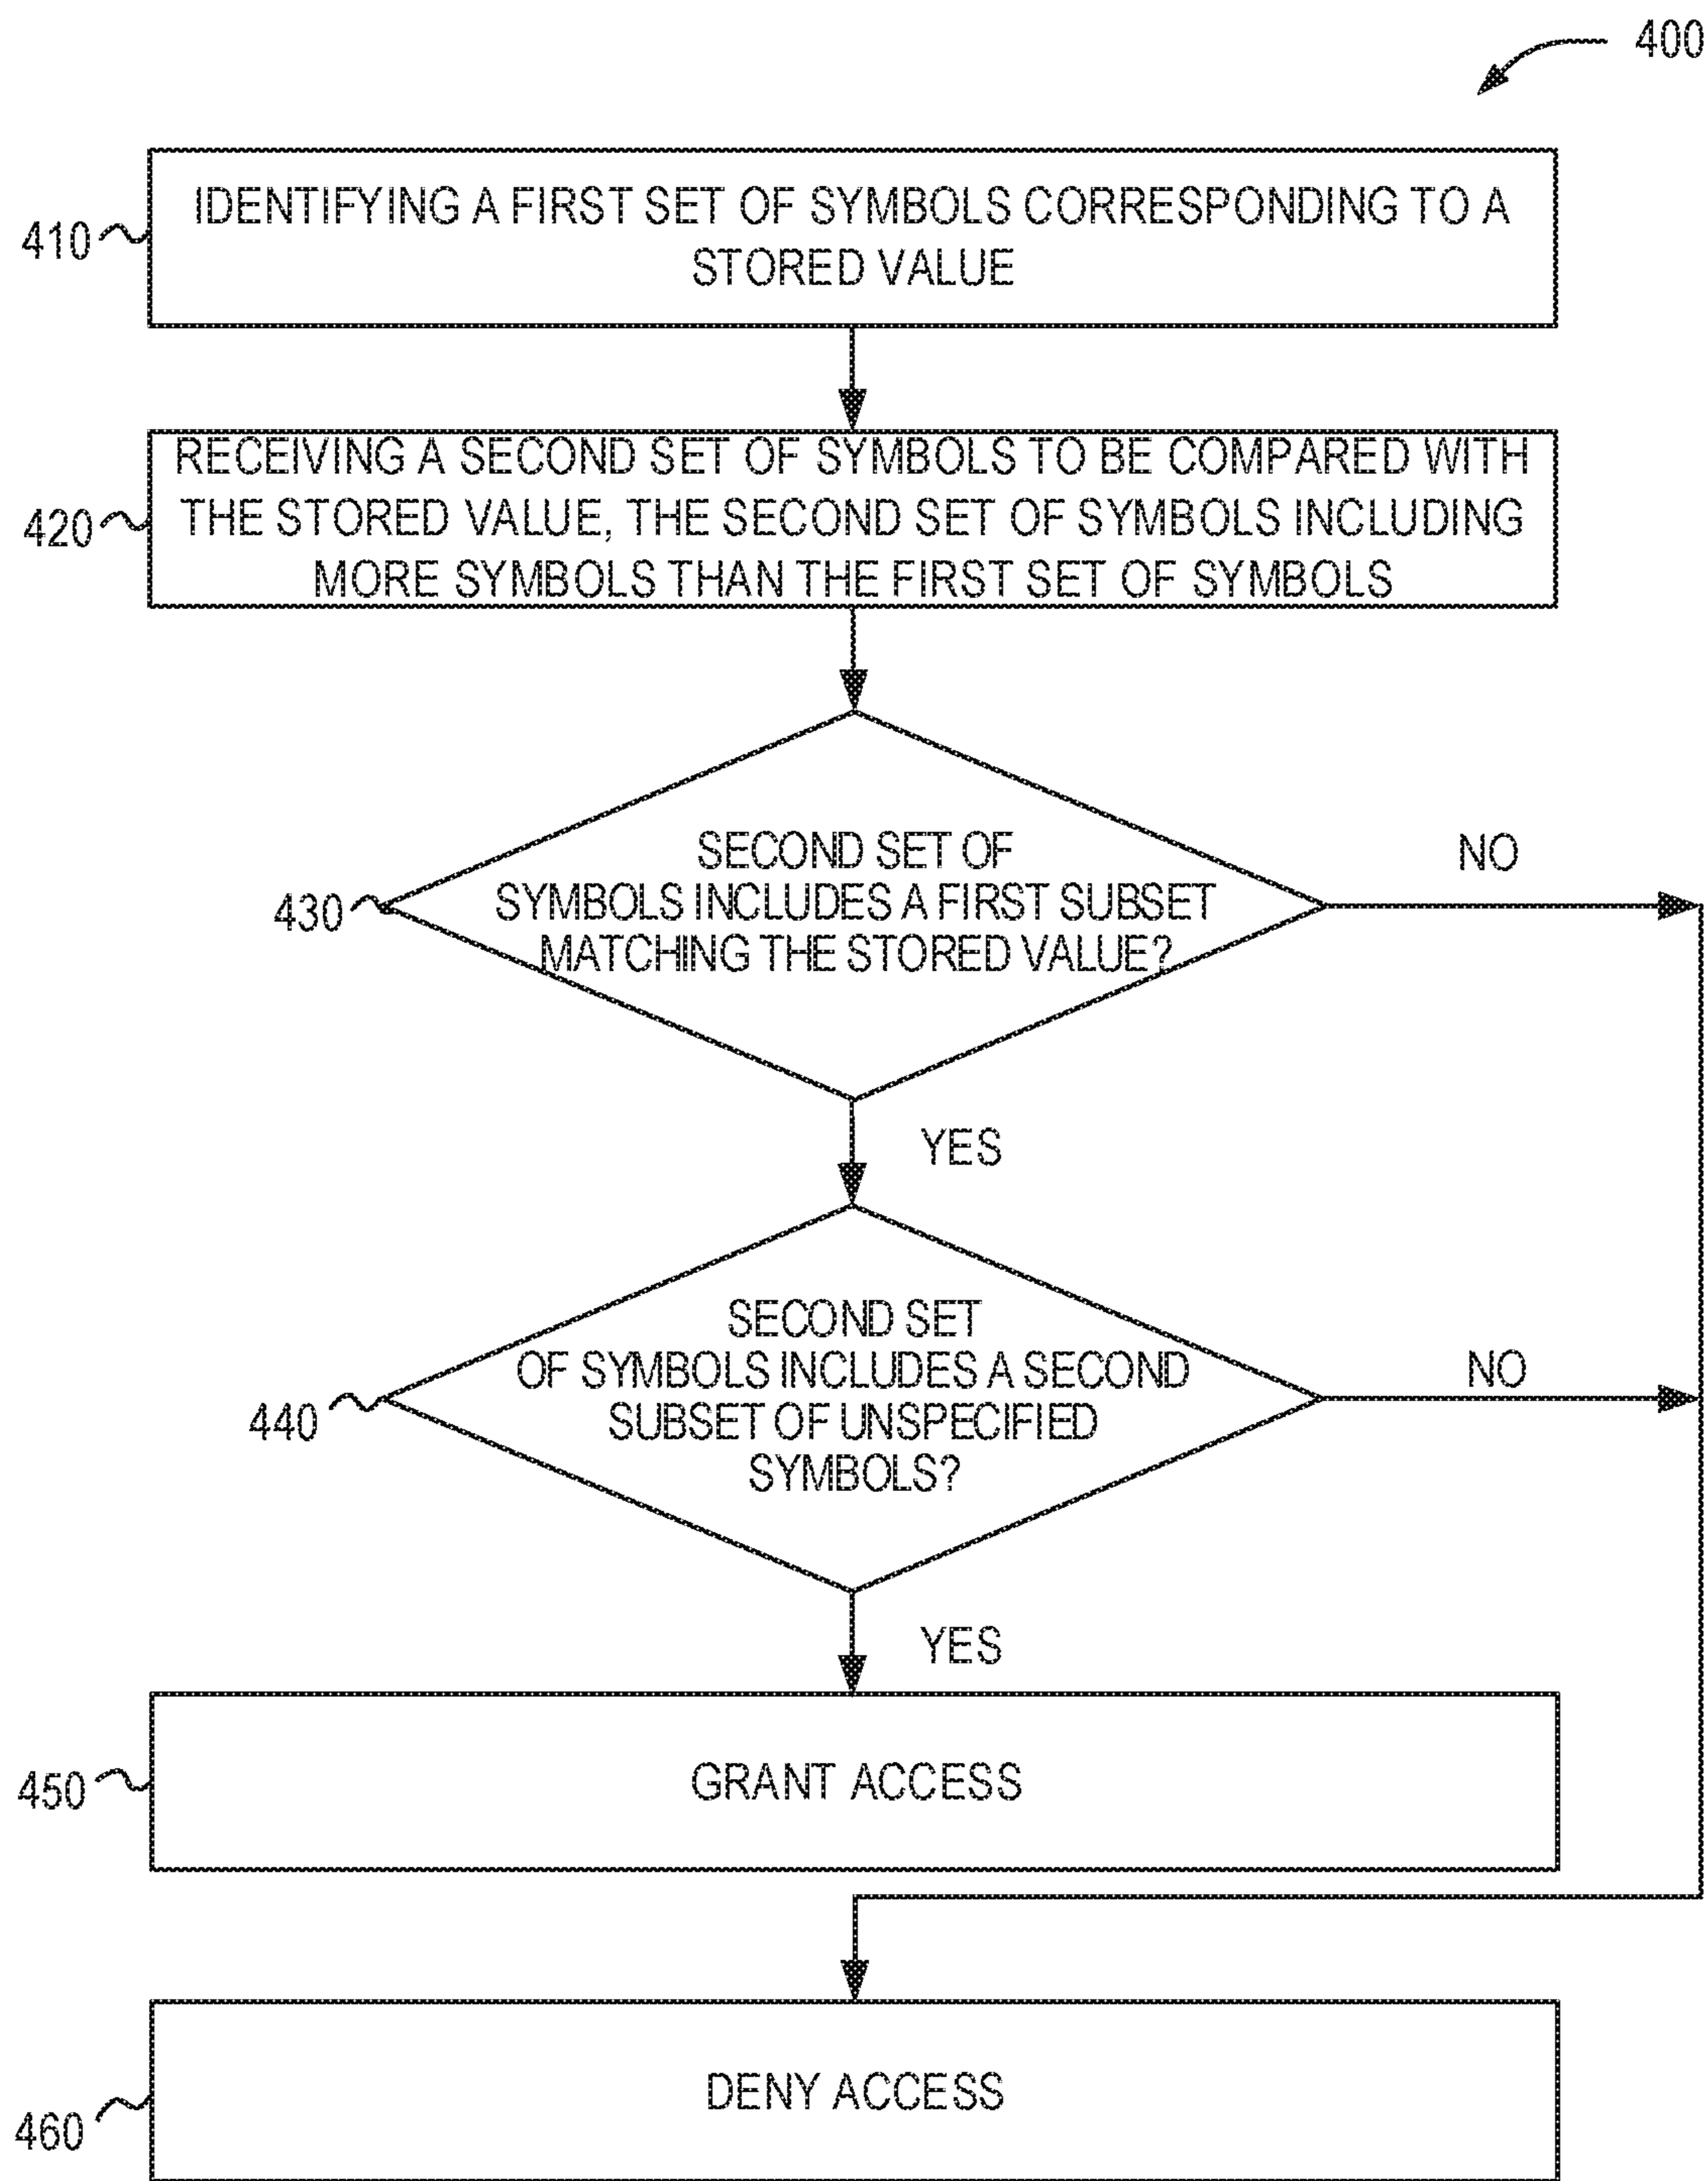 400
IDENTIFYING A FIRST SET OF SYMBOLS CORRESPONDING TO A
STORED VALUE
410
RECEIVING A SECOND SET OF SYMBOLS TO BE COMPARED WITH
THE STORED VALUE, THE SECOND SET OF SYMBOLS INCLUDING
MORE SYMBOLS THAN THE FIRST SET OF SYMBOLS
420
SECOND SET OF
SYMBOLS INCLUDES A FIRST SUBSET
MATCHING THE STORED VALUE?
430
NO
YES
SECOND SET
OF SYMBOLS INCLUDES A SECOND
SUBSET OF UNSPECIFIED
SYMBOLS?
440
NO
YES
GRANT ACCESS
450
DENY ACCESS
460